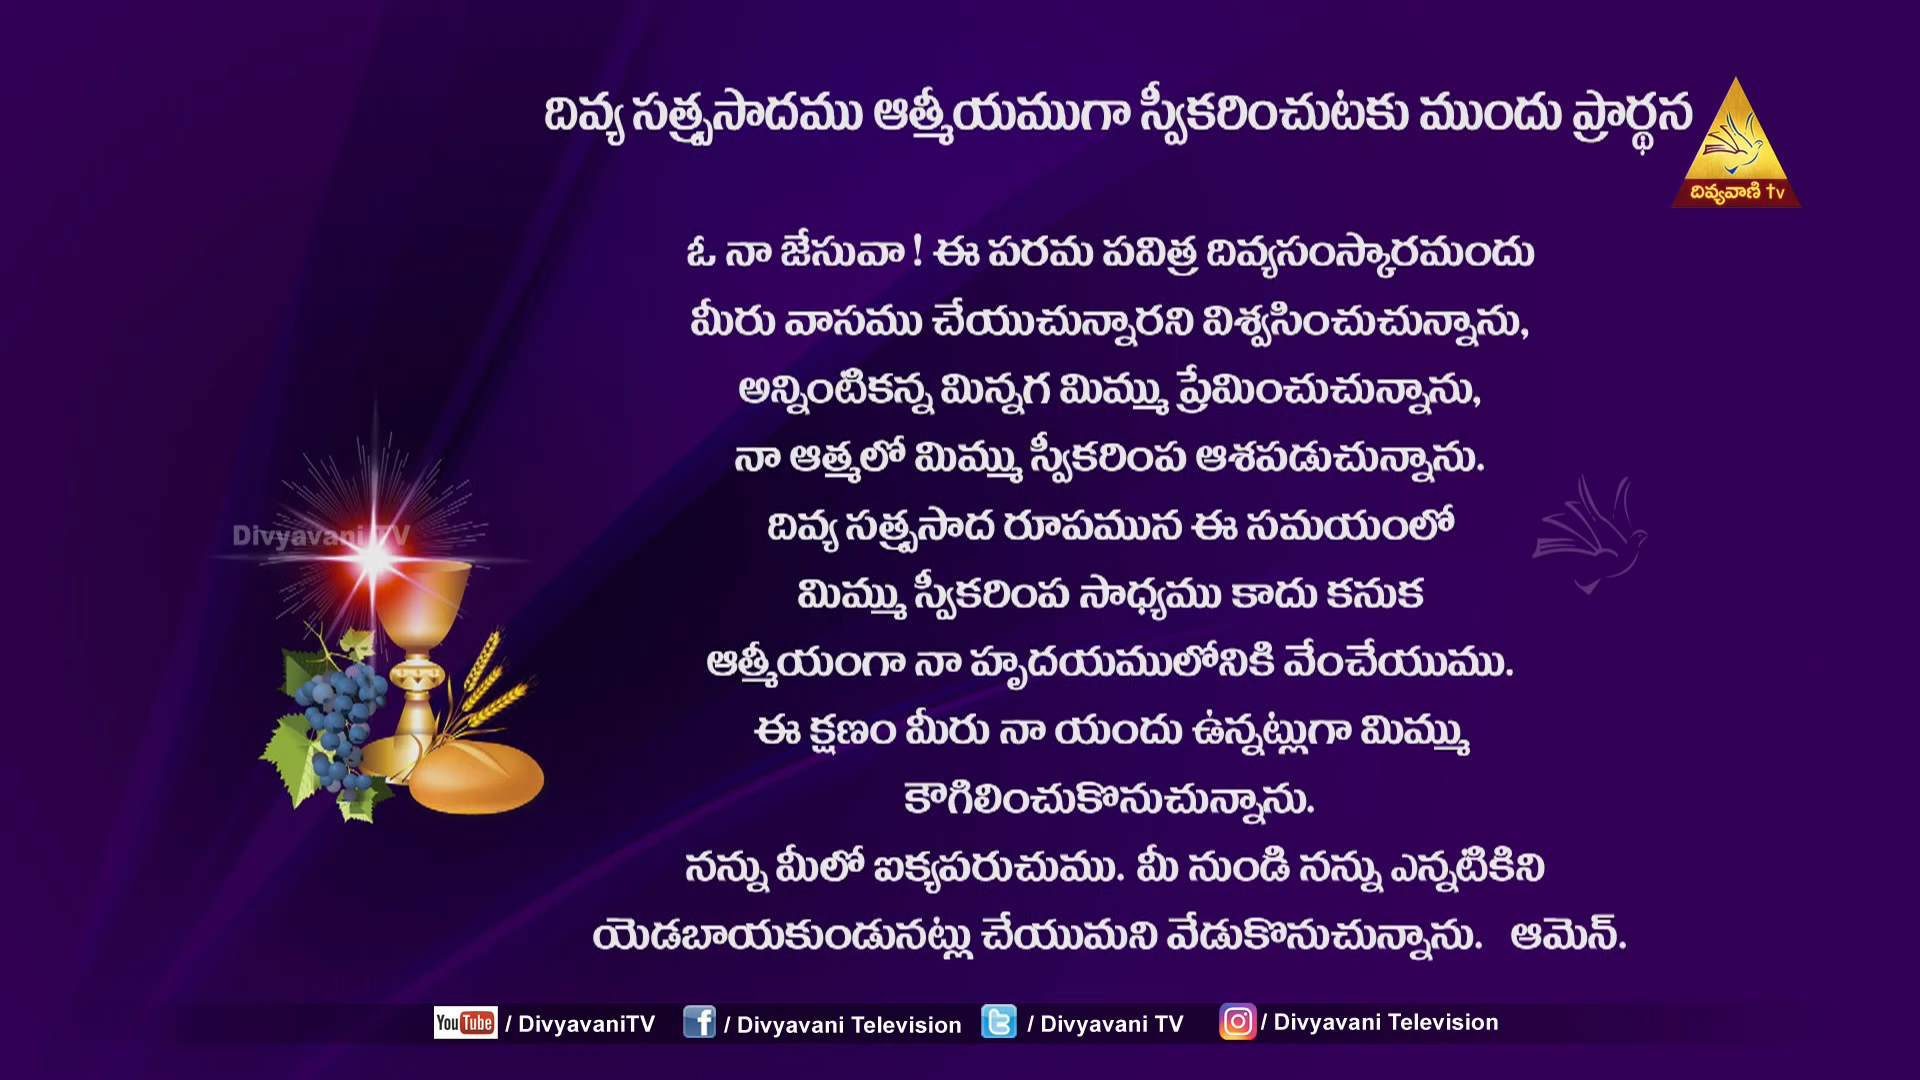 దివ్య సత్ప్రసాదము ఆత్మీయముగా స్వీకరించుటకు ముందు ప్రార్థన
దివ్యవాణి tv
ఓ నా జేసువా ! ఈ పరమ పవిత్ర దివ్యసంస్కారమందు
మీరు వాసము చేయుచున్నారని విశ్వసించుచున్నాను,
అన్నింటికన్న మిన్నగ మిమ్ము ప్రేమించుచున్నాను,
నా ఆత్మలో మిమ్ము స్వీకరింప ఆశపడుచున్నాను.
దివ్య సత్ప్రసాద రూపమున ఈ సమయంలో
Divyavani TV
మిమ్ము స్వీకరింప సాధ్యము కాదు కనుక
ఆత్మీయంగా నా హృదయములోనికి వేంచేయుము.
ఈ క్షణం మీరు నా యందు ఉన్నట్లుగా మిమ్ము
కౌగిలించుకొనుచున్నాను.
నన్ను మీలో ఐక్యపరుచుము. మీ నుండి నన్ను ఎన్నటికిని
యెడబాయకుండునట్లు చేయుమని వేడుకొనుచున్నాను. ఆమెన్.
YouTube / DivyavaniTV f / Divyavani Television / Divyavani TV / Divyavani Television